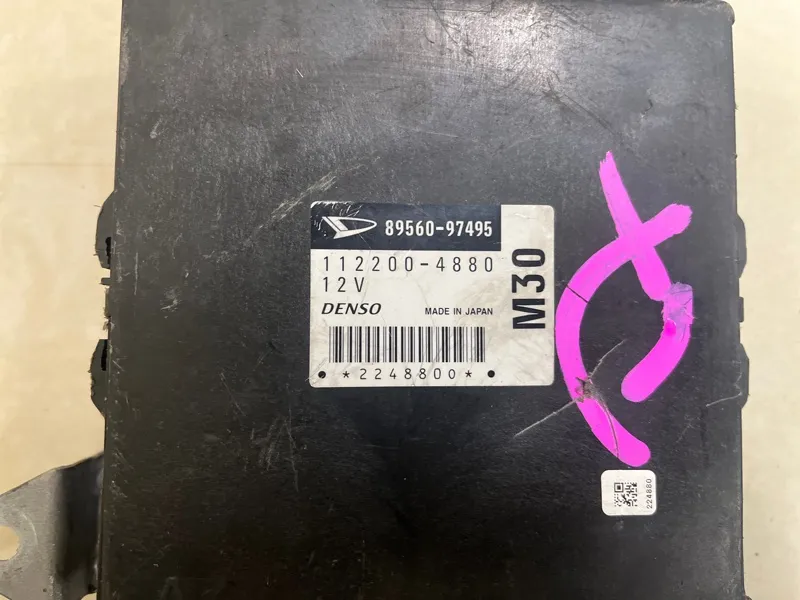 89560-97495
112200-4880
12V
DENSO MADE IN JAPAN
M30
*2248800*
224880